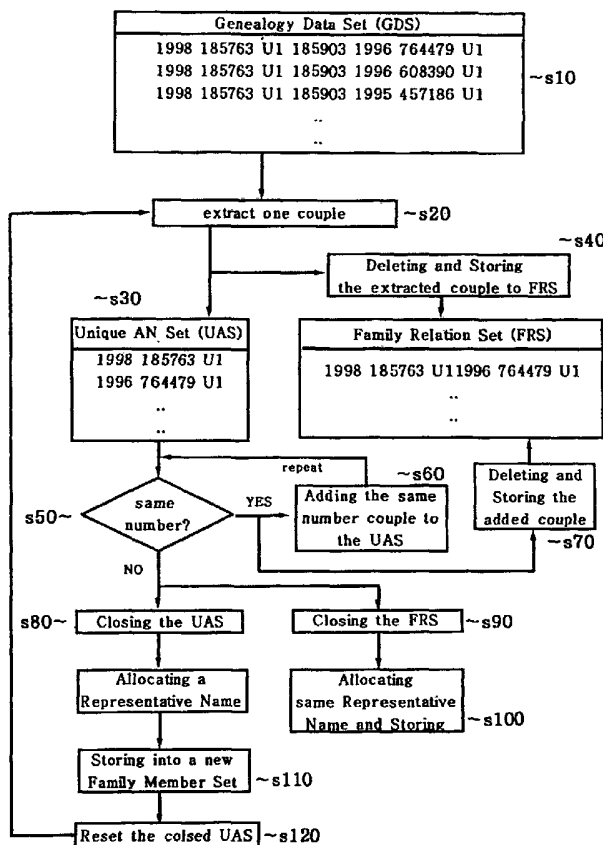 Genealogy Data Set (GDS)
1998 185763 U1 185903 1996 764479 U1
1998 185763 U1 185903 1996 608390 U1
1998 185763 U1 185903 1995 457186 U1
..
..
~s10
extract one couple
~s20
~s40
Deleting and Storing
the extracted couple to FRS
~s30
Unique AN Set (UAS)
1998 185763 U1
1996 764479 U1
..
..
Family Relation Set (FRS)
1998 185763 U11996 764479 U1
..
..
repeat
s50~
same
number?
YES
~s60
Adding the same
number couple to
the UAS
Deleting and
Storing the
added couple
~s70
NO
s80~
Closing the UAS
Closing the FRS
~s90
Allocating a
Representative Name
Allocating
same Representative
Name and Storing
~s100
Storing into a new
Family Member Set
~s110
Reset the colsed UAS
~s120